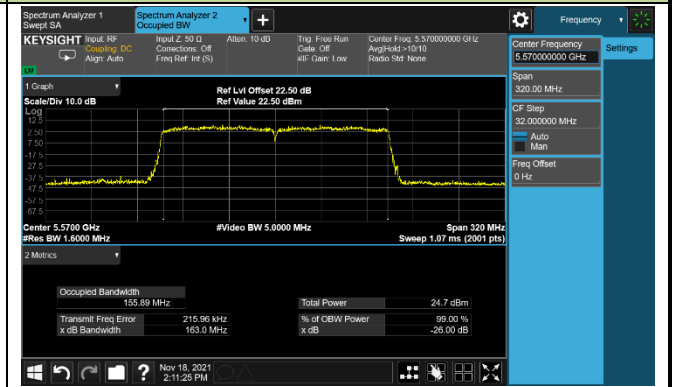 Spectrum Analyzer 1
Swept SA
Spectrum Analyzer 2
Occupied BW
+
Frequency
KEYSIGHT
Input: RF
Coupling: DC
Align: Auto
Input Z: 50 Ω
Corrections: Off
Freq Ref: Int (S)
Atten: 10 dB
Trig: Free Run
Gate: Off
#IF Gain: Low
Center Freq: 5.570000000 GHz
Avg|Hold:>10/10
Radio Std: None
LXI
Center Frequency
5.570000000 GHz
Settings
Span
320.00 MHz
CF Step
32.000000 MHz
Auto
Man
Freq Offset
0 Hz
1 Graph
Scale/Div 10.0 dB
Ref Lvl Offset 22.50 dB
Ref Value 22.50 dBm
Log
12.5
2.50
-7.50
-17.5
-27.5
-37.5
-47.5
-57.5
-67.5
Center 5.5700 GHz
#Video BW 5.0000 MHz
Span 320 MHz
#Res BW 1.6000 MHz
Sweep 1.07 ms (2001 pts)
2 Metrics
Occupied Bandwidth
155.89 MHz
Total Power
24.7 dBm
Transmit Freq Error
215.96 kHz
% of OBW Power
99.00 %
x dB Bandwidth
163.0 MHz
x dB
-26.00 dB
?
Nov 18, 2021
2:11:25 PM